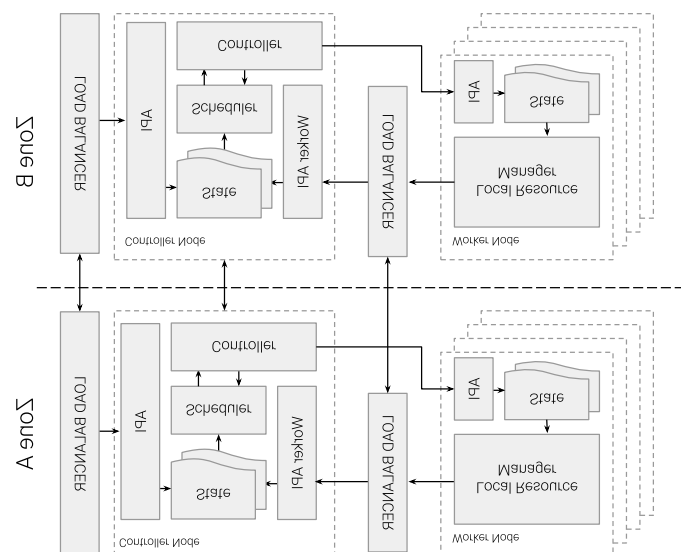 Zone B
LOAD BALANCER
API
Controller
Scheduler
State
Worker API
Controller Node
LOAD BALANCER
API
State
Local Resource
Manager
Worker Node
Zone A
LOAD BALANCER
API
Controller
Scheduler
State
Worker API
Controller Node
LOAD BALANCER
API
State
Local Resource
Manager
Worker Node